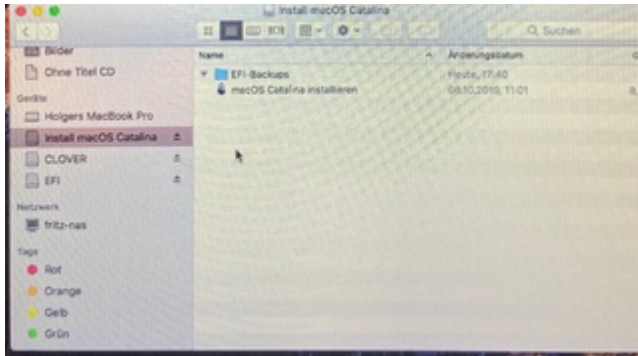 Install macOS Catalina
Suchen
Bilder
Ohne Titel CD
Geräte
Holgers MacBook Pro
Install macOS Catalina
CLOVER
EFI
Netzwerk
fritz-nas
Tags
Rot
Orange
Gelb
Grün
Name Änderungsdatum
EFI-Backups Heute, 17:40
macOS Catalina installieren 08.10.2019, 11:01